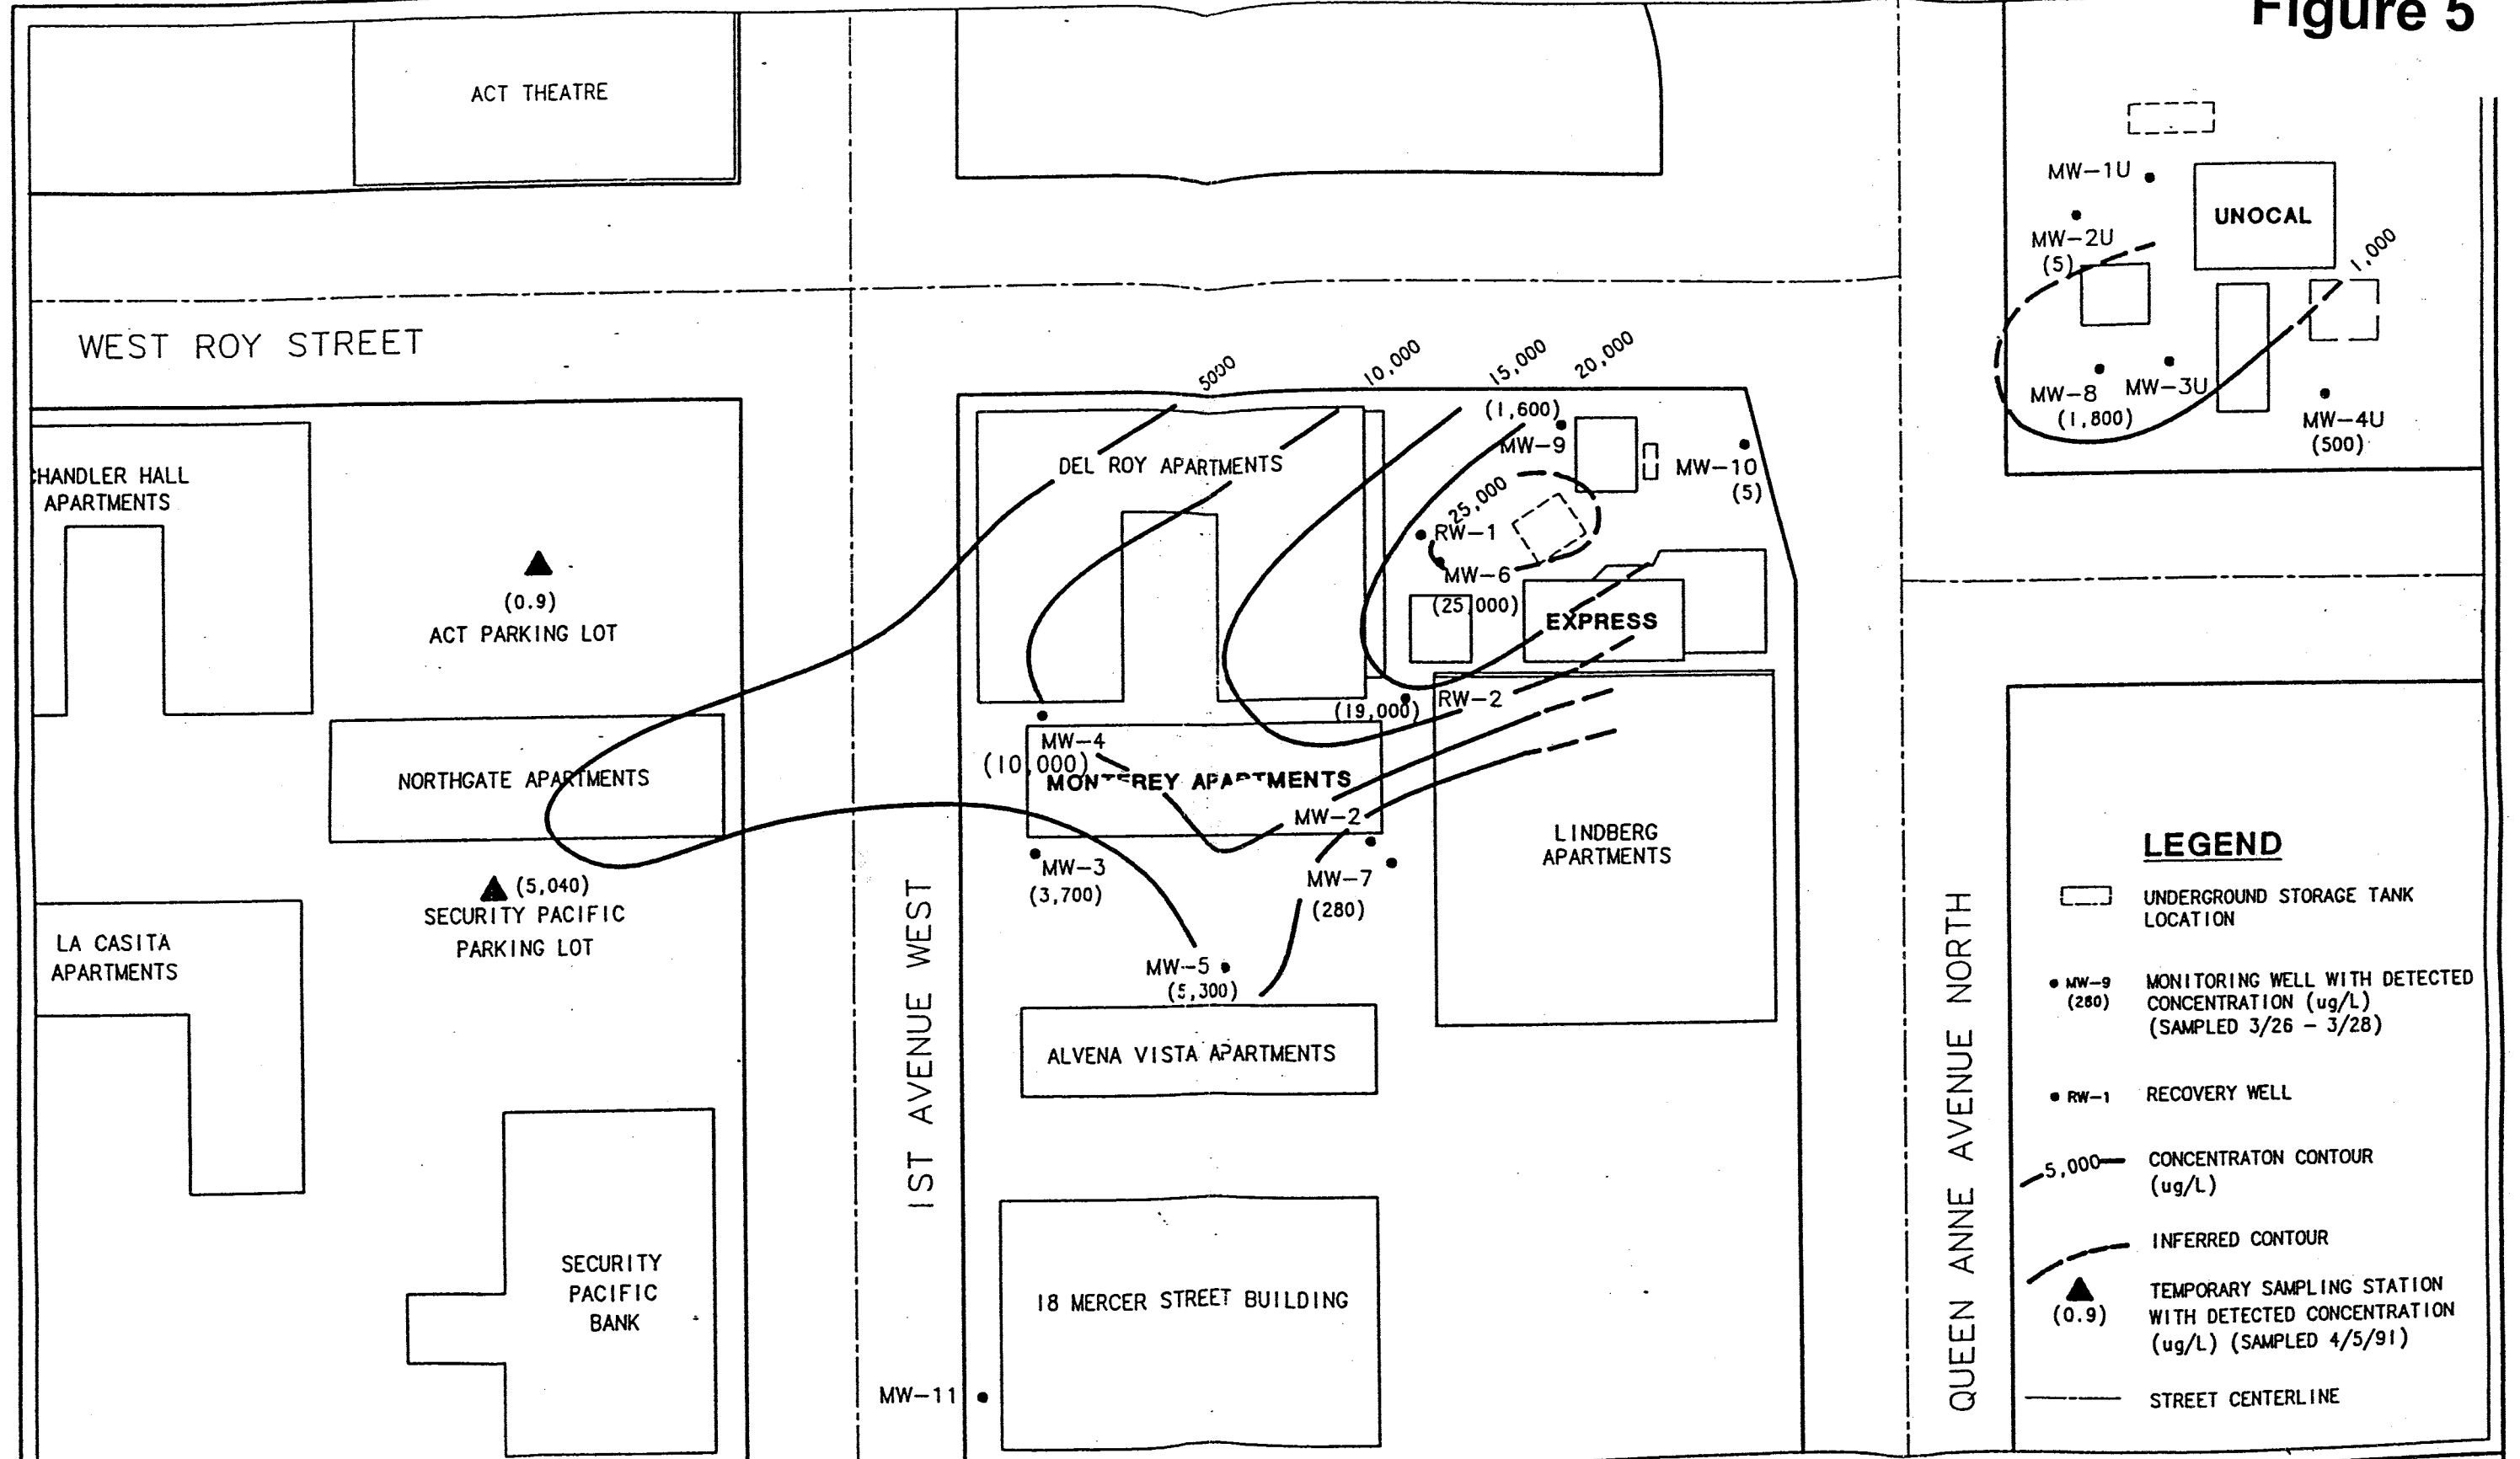 Figure 5
ACT THEATRE
MW-1U
UNOCAL
MW-2U
(5)
1,000
WEST ROY STREET
5000
10,000
15,000
20,000
MW-8
(1,800)
MW-3U
MW-4U
(500)
(1,600)
MW-9
DEL ROY APARTMENTS
MW-10
(5)
HANDLER HALL
APARTMENTS
25,000
RW-1
MW-6
(25,000)
EXPRESS
(0.9)
ACT PARKING LOT
RW-2
(19,000)
MW-4
(10,000)
MONTEREY APARTMENTS
NORTHGATE APARTMENTS
MW-2
LINDBERG
APARTMENTS
MW-3
(3,700)
MW-7
(280)
(5,040)
SECURITY PACIFIC
PARKING LOT
LA CASITA
APARTMENTS
MW-5
(5,300)
1ST AVENUE WEST
ALVENA VISTA APARTMENTS
QUEEN ANNE AVENUE NORTH
SECURITY
PACIFIC
BANK
18 MERCER STREET BUILDING
MW-11
LEGEND
UNDERGROUND STORAGE TANK
LOCATION
MW-9
(280)
MONITORING WELL WITH DETECTED
CONCENTRATION (ug/L)
(SAMPLED 3/26 - 3/28)
RW-1
RECOVERY WELL
5,000
CONCENTRATON CONTOUR
(ug/L)
INFERRED CONTOUR
(0.9)
TEMPORARY SAMPLING STATION
WITH DETECTED CONCENTRATION
(ug/L) (SAMPLED 4/5/91)
STREET CENTERLINE